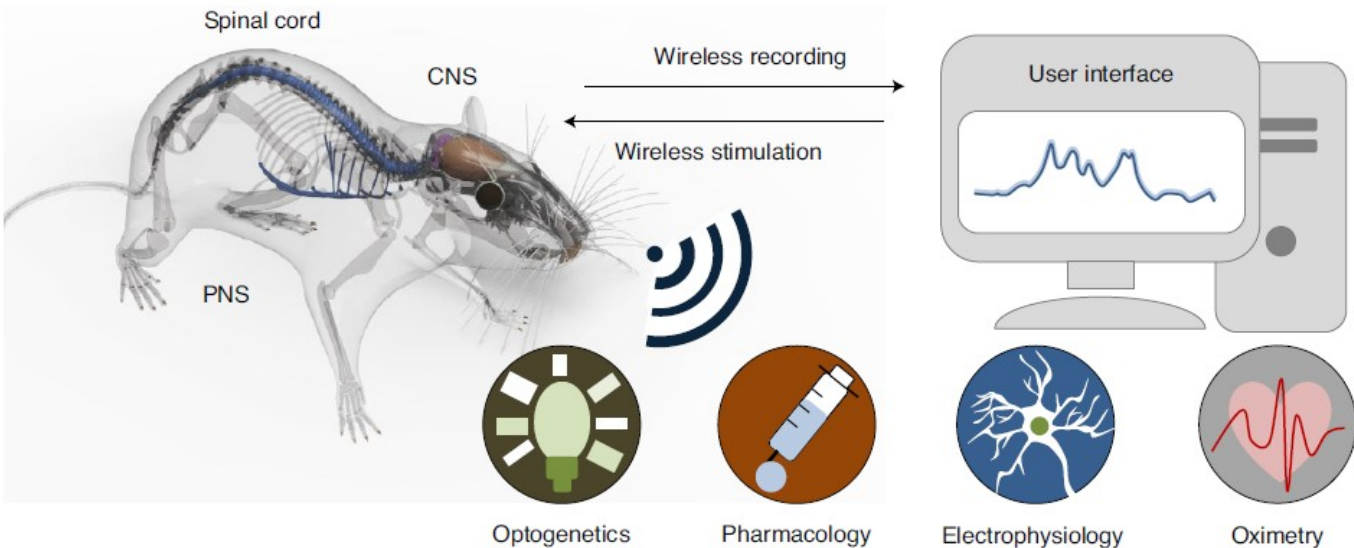 Spinal cord
CNS
Wireless recording
User interface
Wireless stimulation
PNS
Optogenetics
Pharmacology
Electrophysiology
Oximetry